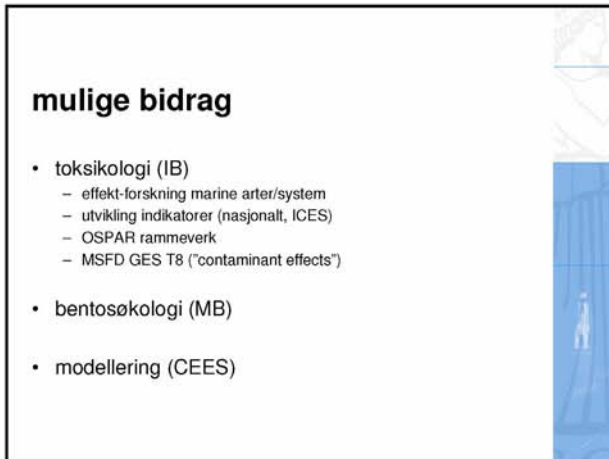 mulige bidrag
• toksikologi (IB)
– effekt-forskning marine arter/system
– utvikling indikatorer (nasjonalt, ICES)
– OSPAR rammeverk
– MSFD GES T8 (”contaminant effects”)
• bentosøkologi (MB)
• modellering (CEES)